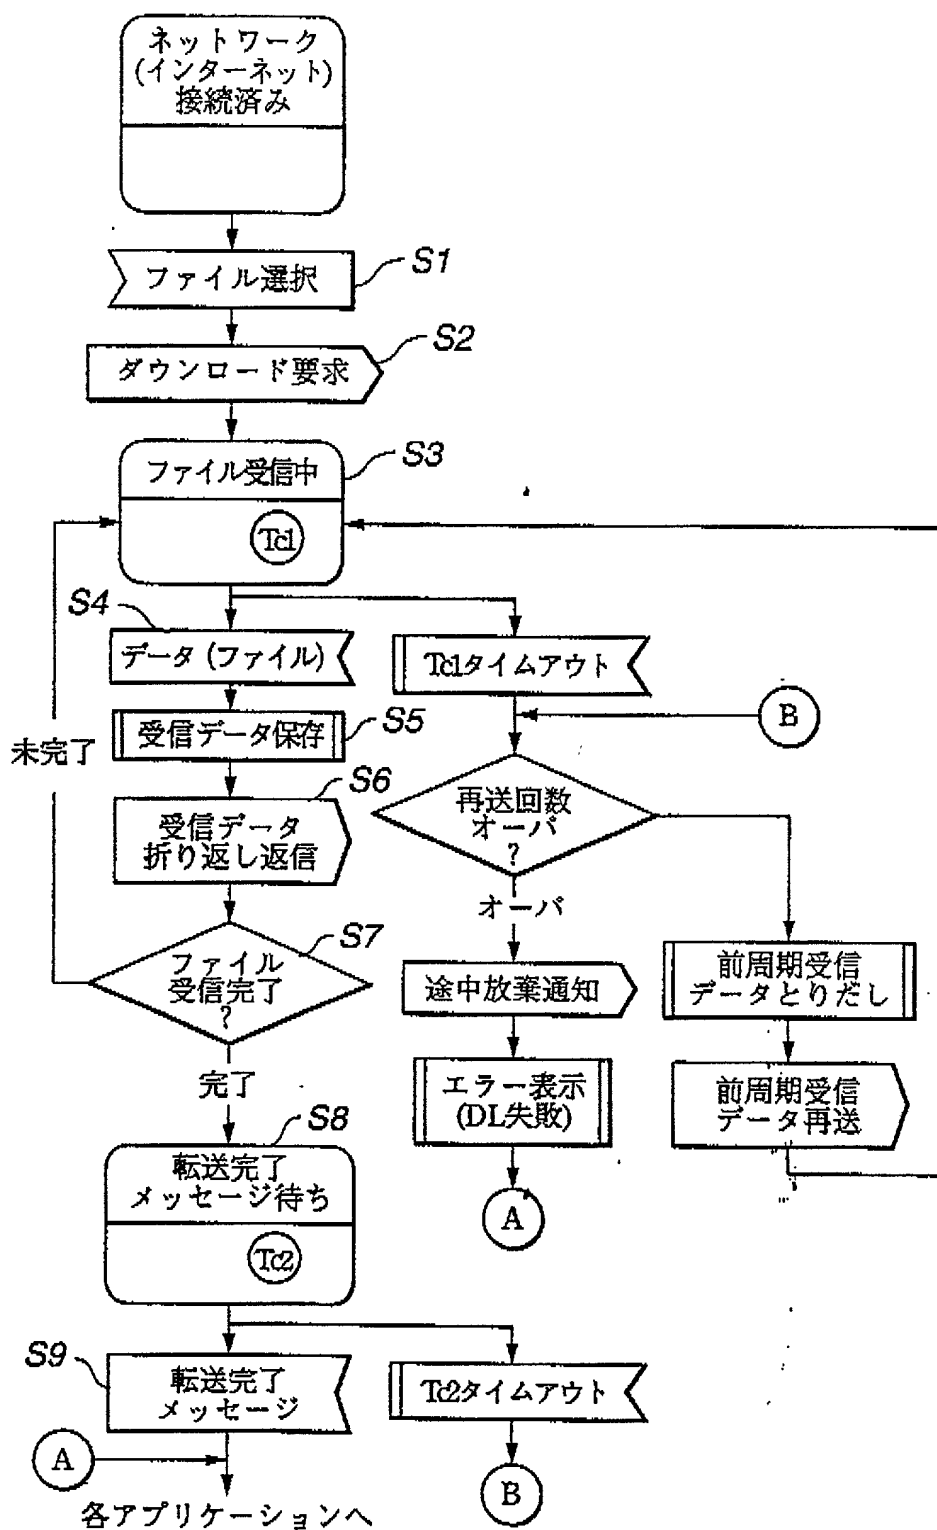 ネットワーク
(インターネット)
接続済み
ファイル選択
S1
ダウンロード要求
S2
ファイル受信中
S3
Tc1
S4
データ(ファイル)
Tc1タイムアウト
受信データ保存
S5
B
未完了
S6
受信データ
折り返し返信
再送回数
オーバ
?
オーバ
S7
ファイル
受信完了
?
途中放棄通知
前周期受信
データとりだし
完了
エラー表示
(DL失敗)
前周期受信
データ再送
S8
転送完了
メッセージ待ち
A
Tc2
S9
転送完了
メッセージ
Tc2タイムアウト
A
B
各アプリケーションへ